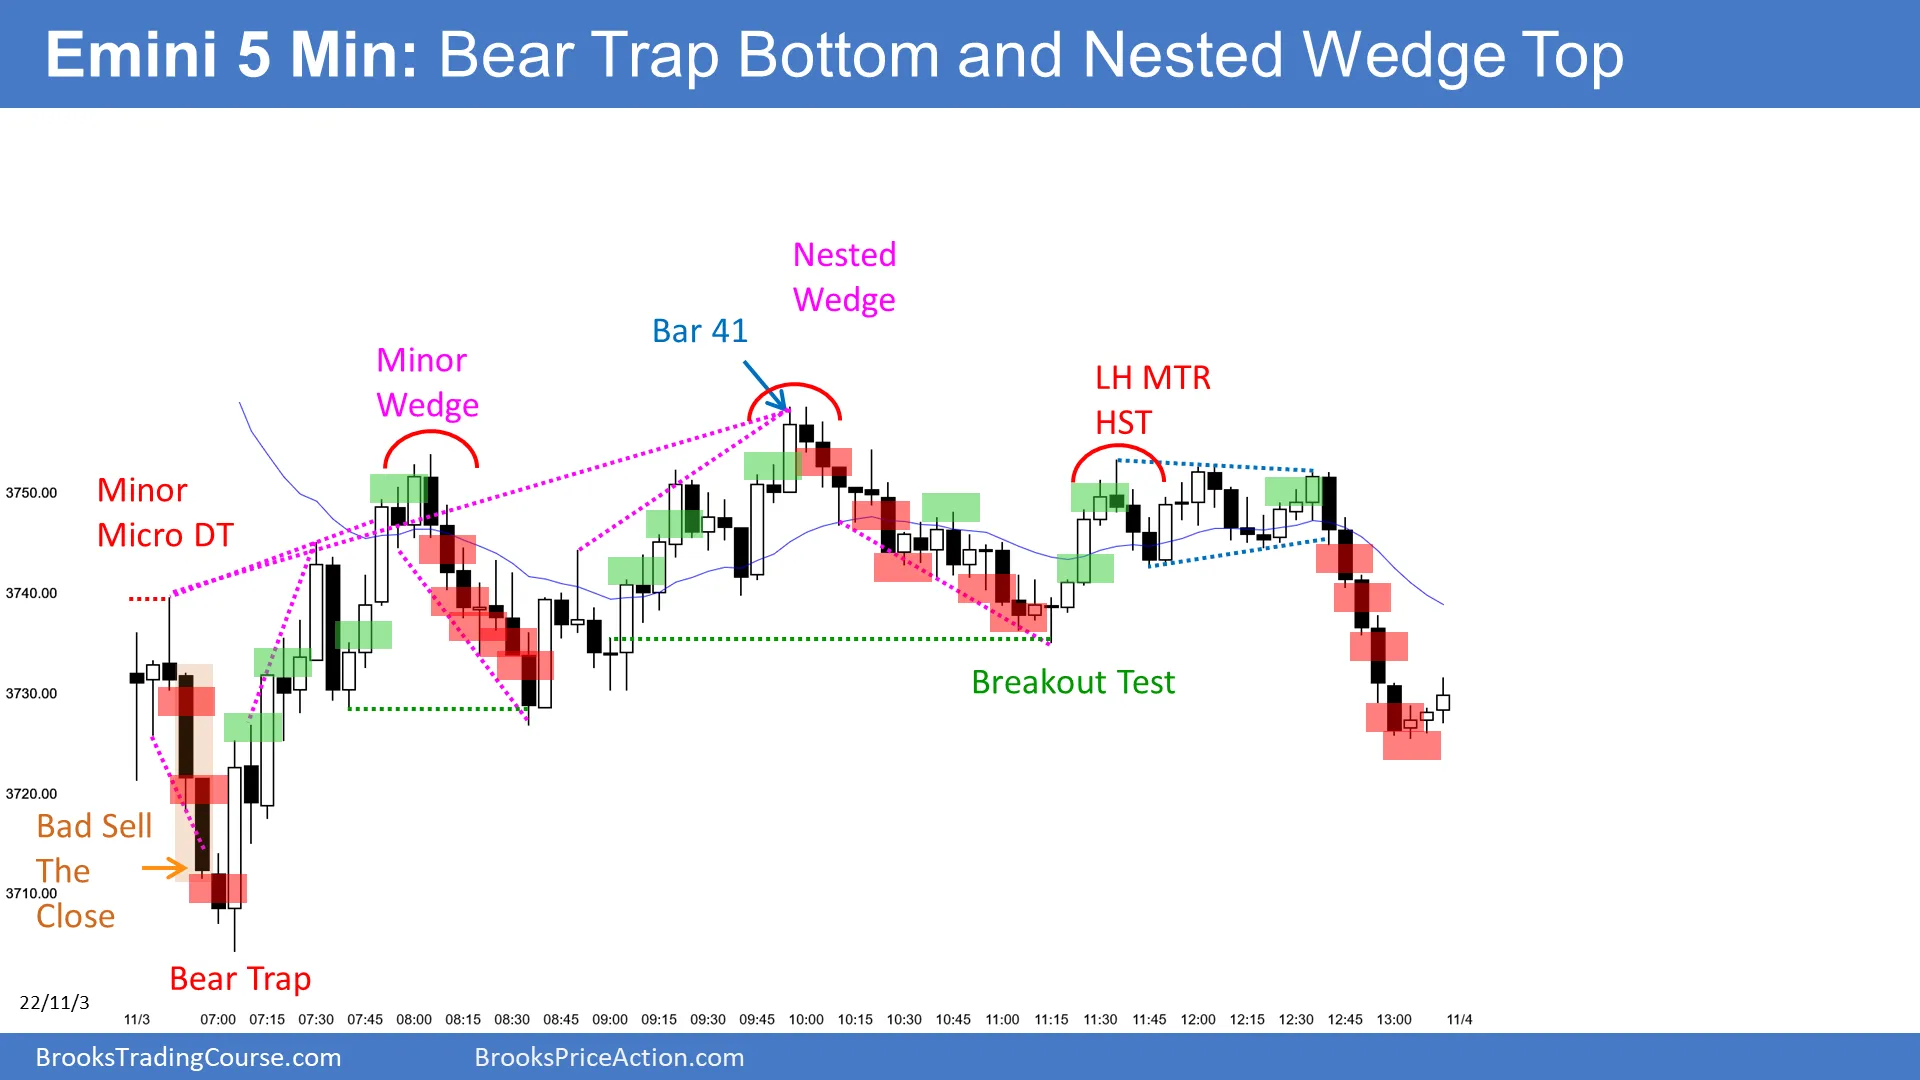 Emini 5 Min: Bear Trap Bottom and Nested Wedge Top
Nested
Wedge
Bar 41
Minor
Wedge
LH MTR
HST
Minor
Micro DT
3750.00
3740.00
3730.00
3720.00
3710.00
Breakout Test
Bad Sell
The
Close
Bear Trap
22/11/3
11/3 07:00 07:15 07:30 07:45 08:00 08:15 08:30 08:45 09:00 09:15 09:30 09:45 10:00 10:15 10:30 10:45 11:00 11:15 11:30 11:45 12:00 12:15 12:30 12:45 13:00 11/4
BrooksTradingCourse.com BrooksPriceAction.com